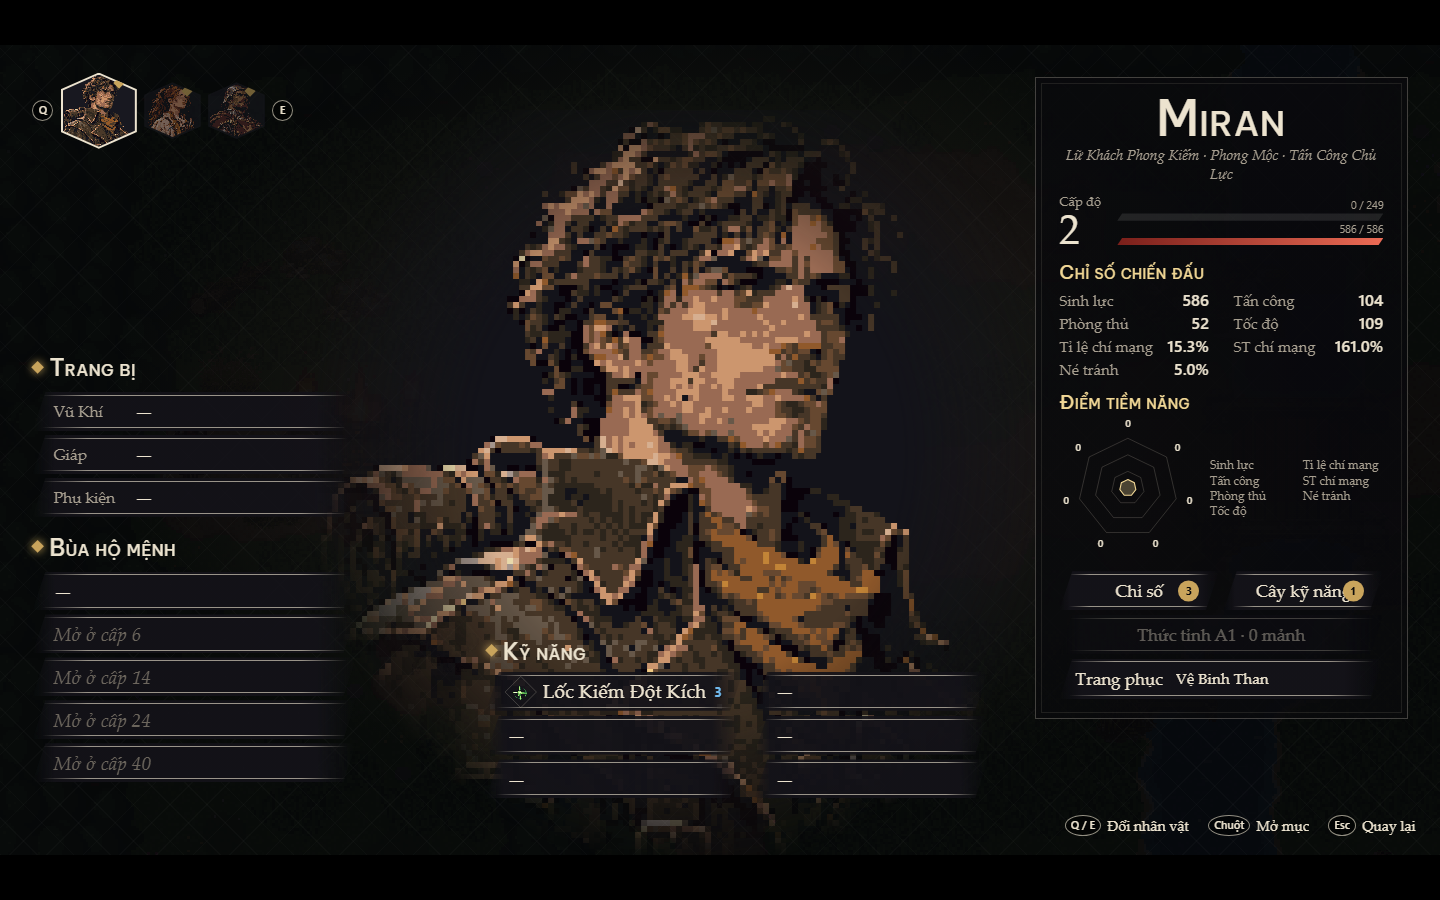 Q
E
Trang bị
Vũ Khí —
Giáp —
Phụ kiện —
Bùa hộ mệnh
—
Mở ở cấp 6
Mở ở cấp 14
Mở ở cấp 24
Mở ở cấp 40
Kỹ năng
Lốc Kiếm Đột Kích 3
—
—
—
—
—
Miran
Lữ Khách Phong Kiếm · Phong Mộc · Tấn Công Chủ
Lực
Cấp độ
2
0 / 249
586 / 586
Chỉ số chiến đấu
Sinh lực 586 Tấn công 104
Phòng thủ 52 Tốc độ 109
Tỉ lệ chí mạng 15.3% ST chí mạng 161.0%
Né tránh 5.0%
Điểm tiềm năng
0
0
0
0
0
0
0
Sinh lực Tỉ lệ chí mạng
Tấn công ST chí mạng
Phòng thủ Né tránh
Tốc độ
Chỉ số 3
Cây kỹ năng 1
Thức tỉnh A1 · 0 mảnh
Trang phục Vệ Binh Than
Q / E Đổi nhân vật Chuột Mở mục Esc Quay lại